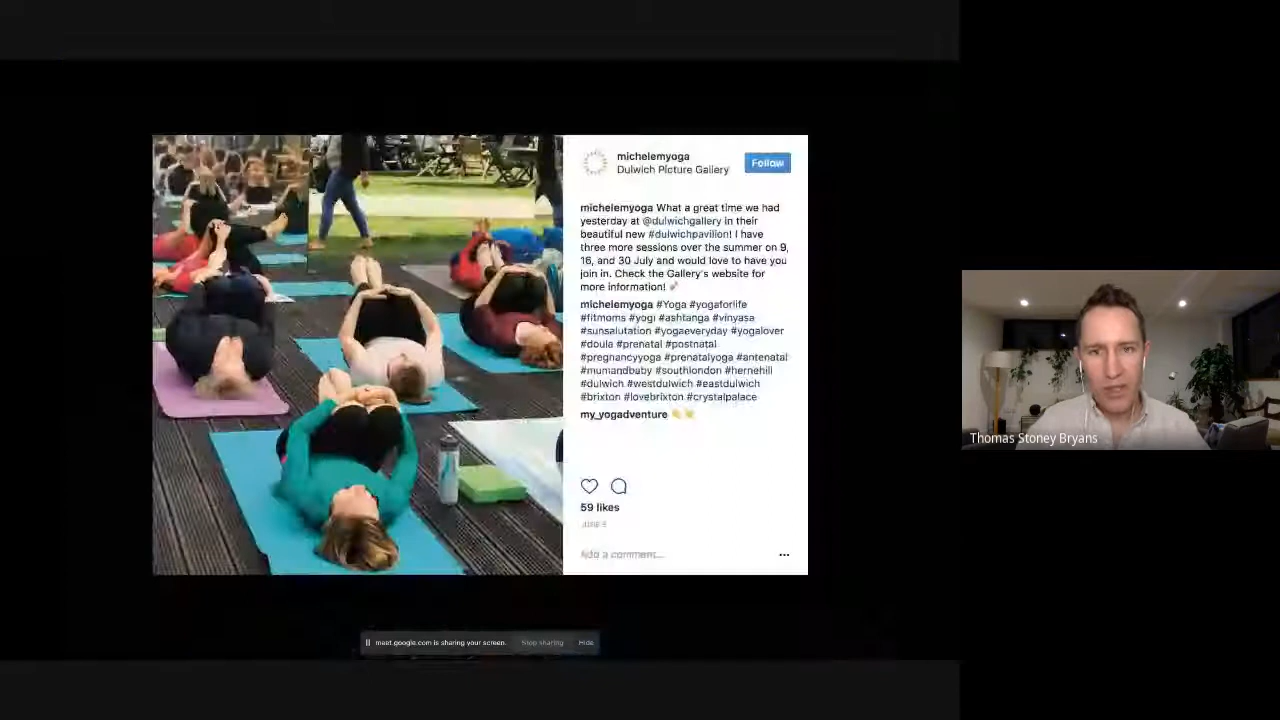 michelemyoga
Dulwich Picture Gallery
Follow
michelemyoga What a great time we had
yesterday at @dulwichgallery in their
beautiful new #dulwichpavilion! I have
three more sessions over the summer on 9,
16, and 30 July and would love to have you
join in. Check the Gallery's website for
more information!
michelemyoga #Yoga #yogaforlife
#fitmoms #yogi #ashtanga #vinyasa
#sunsalutation #yogaeveryday #yogalover
#doula #prenatal #postnatal
#pregnancyyoga #prenatalyoga #antenatal
#mumandbaby #southlondon #hernehill
#dulwich #westdulwich #eastdulwich
#brixton #lovebrixton #crystalpalace
my_yogadventure
59 likes
Add a comment...
meet.google.com is sharing your screen.
Stop sharing
Hide
Thomas Stoney Bryans